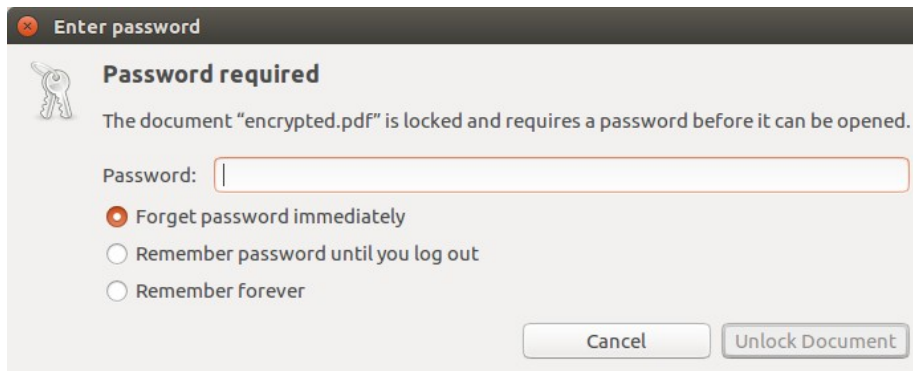 Enter password
Password required
The document “encrypted.pdf” is locked and requires a password before it can be opened.
Password:
Forget password immediately
Remember password until you log out
Remember forever
Cancel
Unlock Document